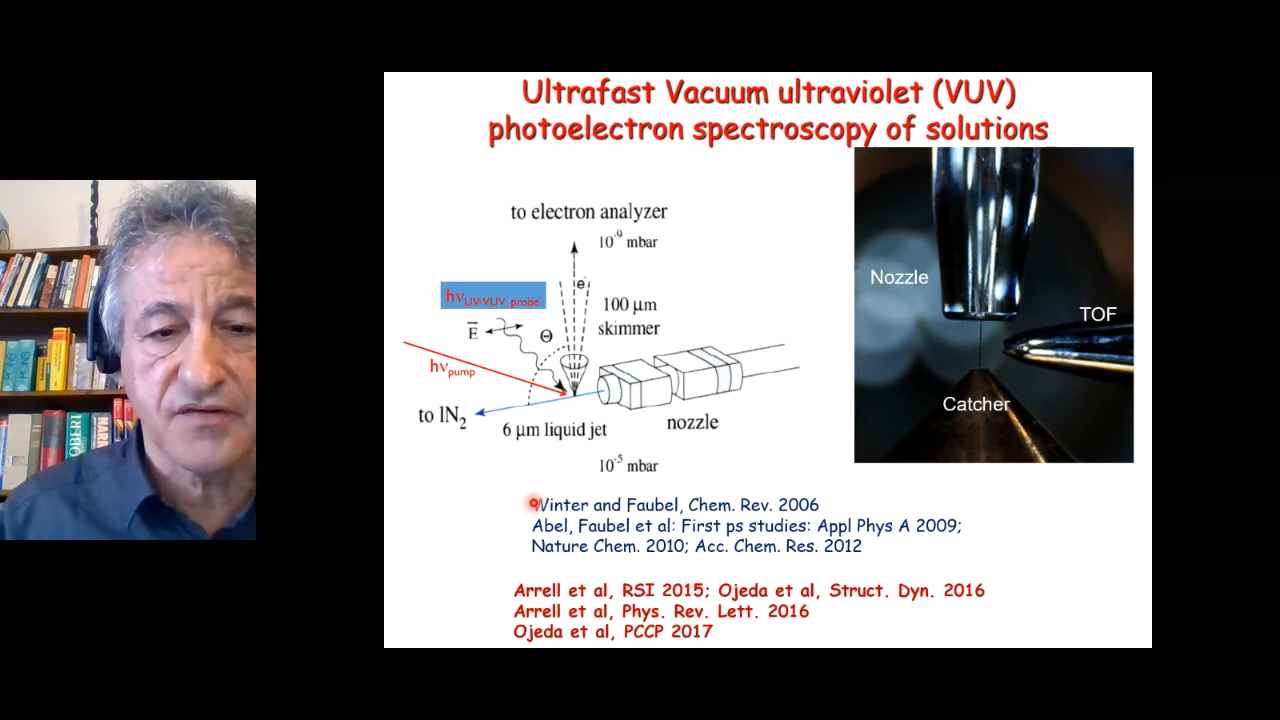 Ultrafast Vacuum ultraviolet (VUV)
photoelectron spectroscopy of solutions
to electron analyzer
10⁻⁹ mbar
hνUV-VUV probe
e
100 μm
skimmer
E
Θ
hνpump
to lN₂
6 μm liquid jet
nozzle
10⁻⁵ mbar
Nozzle
TOF
Catcher
Winter and Faubel, Chem. Rev. 2006
Abel, Faubel et al: First ps studies: Appl Phys A 2009;
Nature Chem. 2010; Acc. Chem. Res. 2012
Arrell et al, RSI 2015; Ojeda et al, Struct. Dyn. 2016
Arrell et al, Phys. Rev. Lett. 2016
Ojeda et al, PCCP 2017